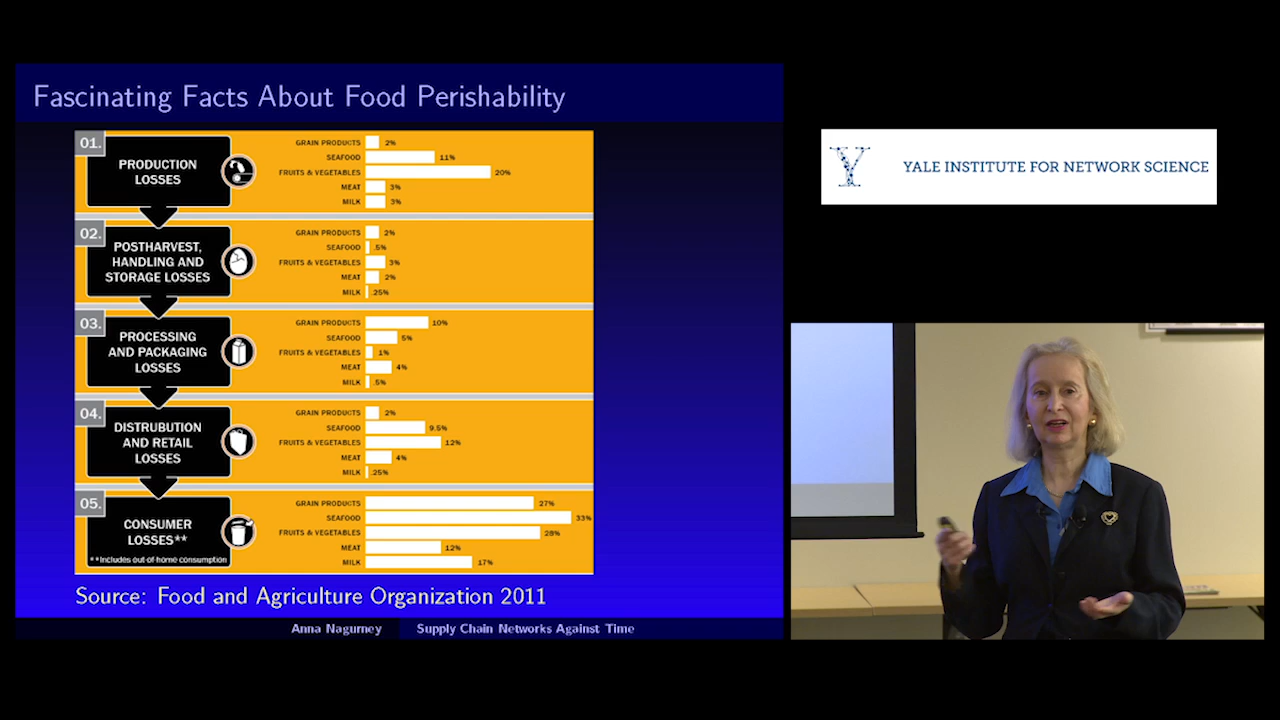 Fascinating Facts About Food Perishability
01.
PRODUCTION
LOSSES
GRAIN PRODUCTS 2%
SEAFOOD 11%
FRUITS & VEGETABLES 20%
MEAT 3%
MILK 3%
02.
POSTHARVEST,
HANDLING AND
STORAGE LOSSES
GRAIN PRODUCTS 2%
SEAFOOD .5%
FRUITS & VEGETABLES 3%
MEAT 2%
MILK .25%
03.
PROCESSING
AND PACKAGING
LOSSES
GRAIN PRODUCTS 10%
SEAFOOD 5%
FRUITS & VEGETABLES 1%
MEAT 4%
MILK .5%
04.
DISTRUBUTION
AND RETAIL
LOSSES
GRAIN PRODUCTS 2%
SEAFOOD 9.5%
FRUITS & VEGETABLES 12%
MEAT 4%
MILK .25%
05.
CONSUMER
LOSSES**
**Includes out-of-home consumption
GRAIN PRODUCTS 27%
SEAFOOD 33%
FRUITS & VEGETABLES 28%
MEAT 12%
MILK 17%
Source: Food and Agriculture Organization 2011
Anna Nagurney Supply Chain Networks Against Time
YALE INSTITUTE FOR NETWORK SCIENCE